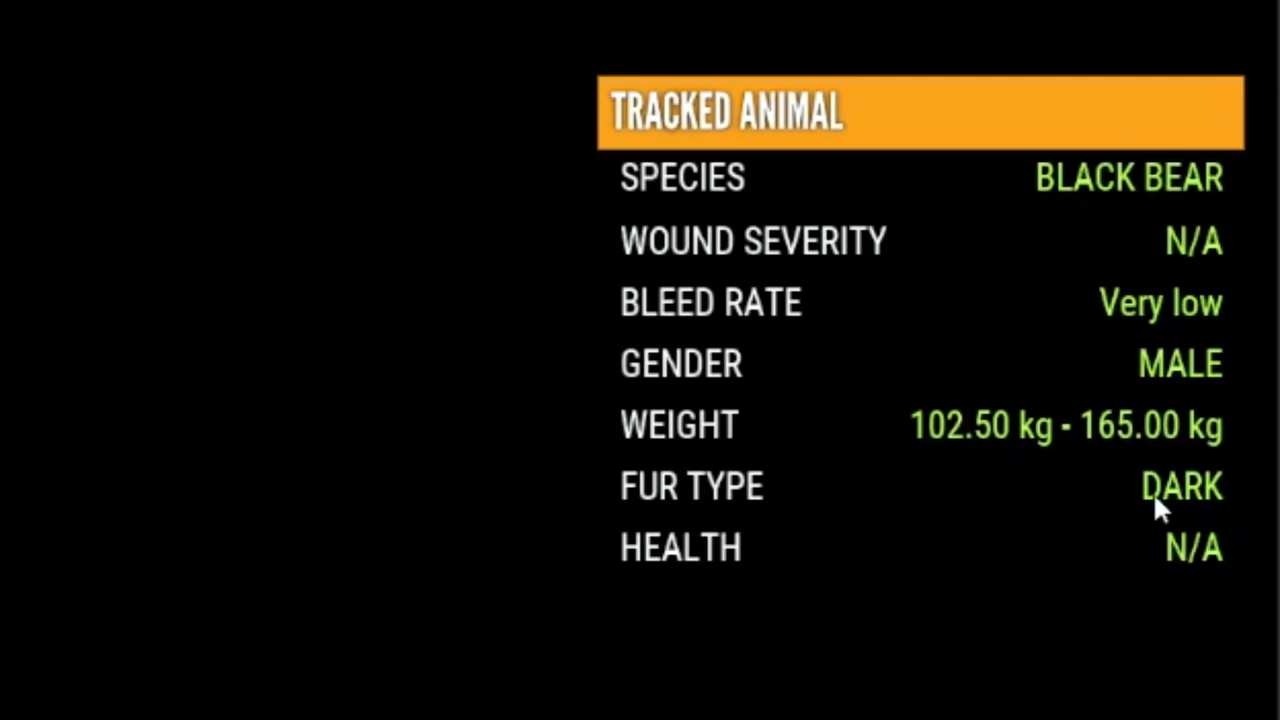 TRACKED ANIMAL
SPECIES BLACK BEAR
WOUND SEVERITY N/A
BLEED RATE Very low
GENDER MALE
WEIGHT 102.50 kg - 165.00 kg
FUR TYPE DARK
HEALTH N/A